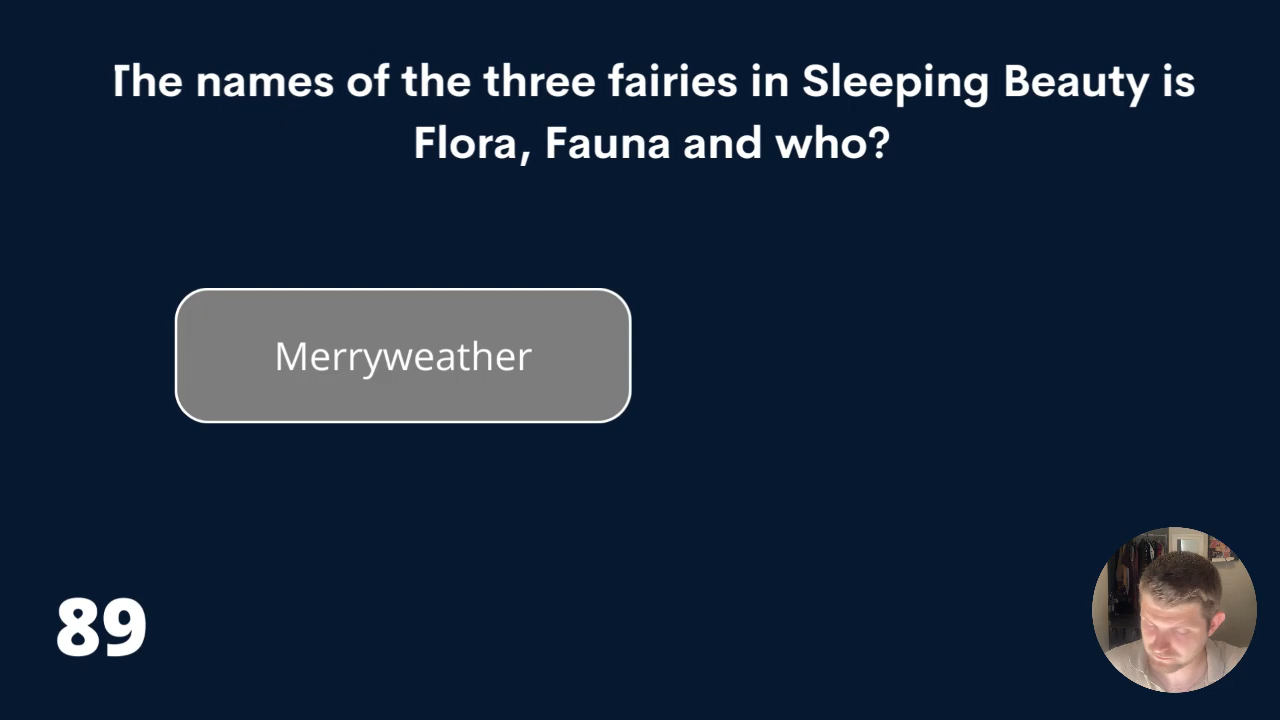 The names of the three fairies in Sleeping Beauty is
Flora, Fauna and who?
Merryweather
89